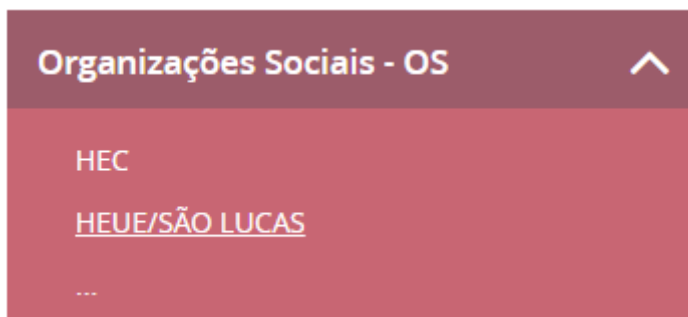 Organizações Sociais - OS
HEC
HEUE/SÃO LUCAS
...